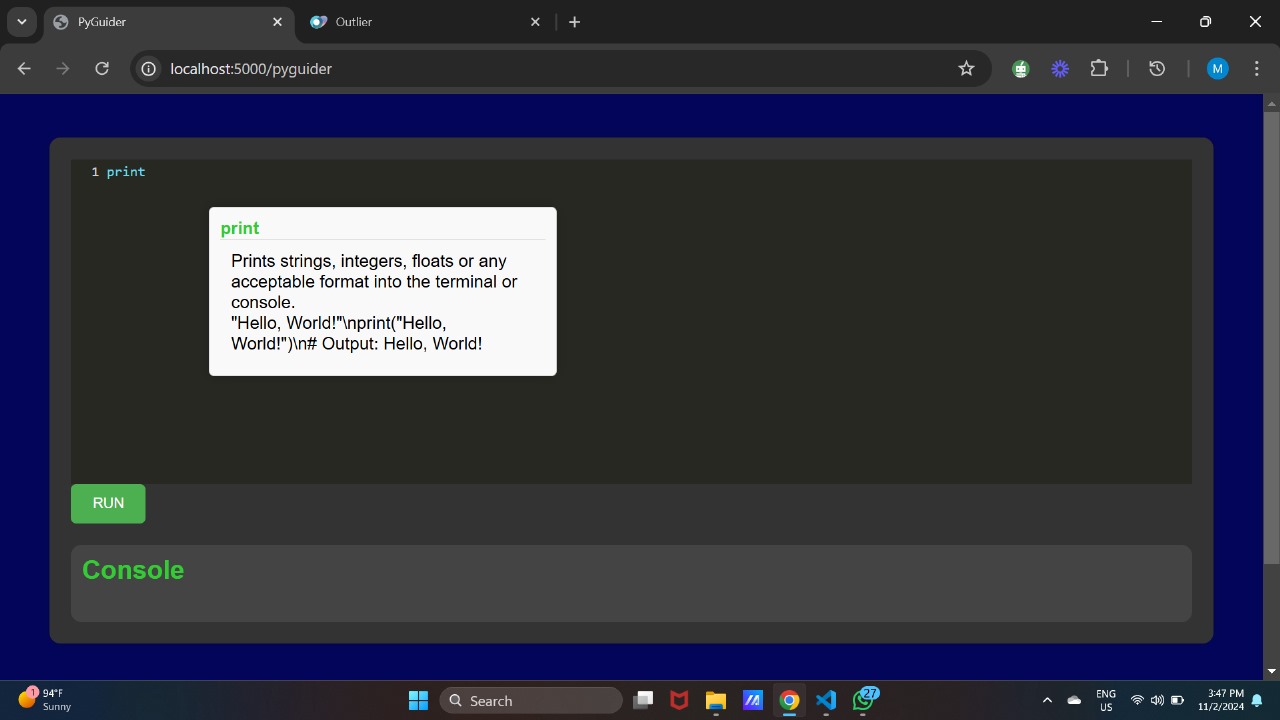 PyGuider
Outlier
localhost:5000/pyguider
M
1 print
print
Prints strings, integers, floats or any
acceptable format into the terminal or
console.
"Hello, World!"\nprint("Hello,
World!")\n# Output: Hello, World!
RUN
Console
1
94°F
Sunny
Search
27
ENG
US
3:47 PM
11/2/2024